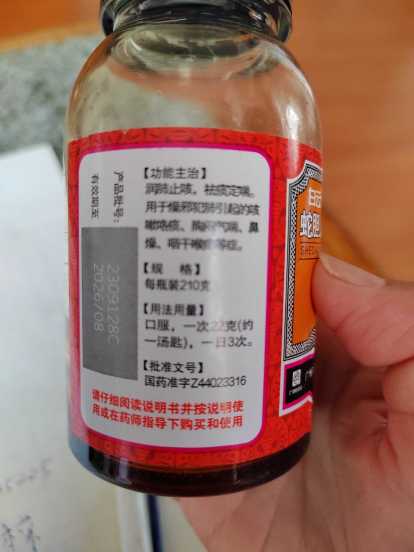 【功能主治】
润肺止咳，祛痰定喘。
用于燥邪犯肺引起的咳
嗽咯痰、胸闷气喘、鼻
燥、咽干喉痒等症。
【规 格】
每瓶装210克
【用法用量】
口服，一次22克(约
一汤匙)，一日3次。
【批准文号】
国药准字Z44023316
请仔细阅读说明书并按说明使
用或在药师指导下购买和使用
产品批号：
有效期至
2309128C
2026/08
蛇胆